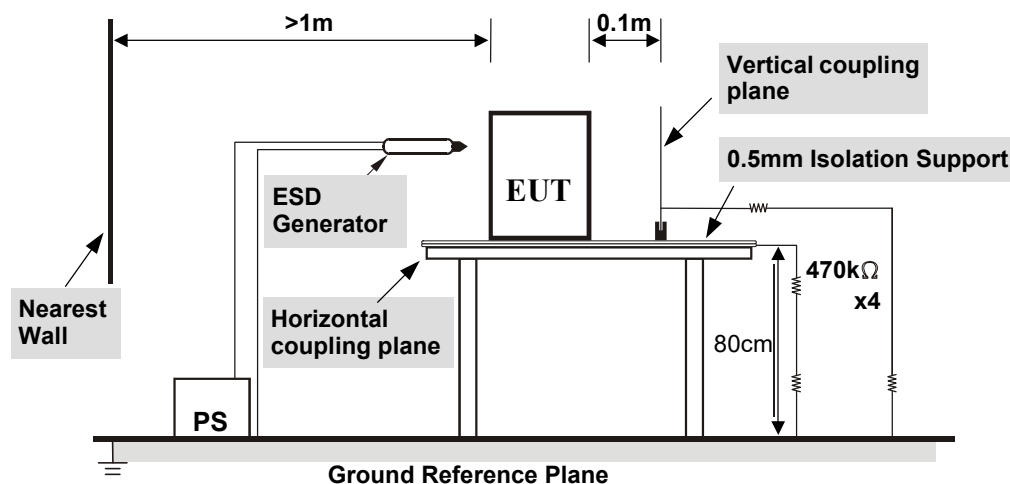 >1m
0.1m
Vertical coupling
plane
0.5mm Isolation Support
ESD
Generator
EUT
470kΩ
x4
Nearest
Wall
Horizontal
coupling plane
80cm
PS
Ground Reference Plane